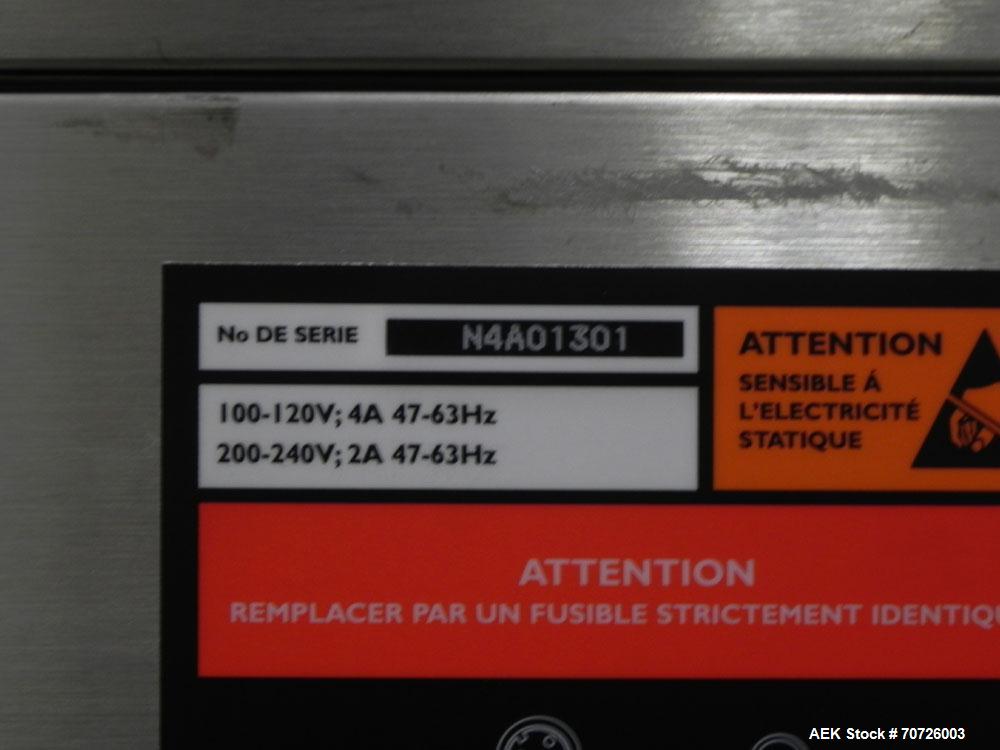 No DE SERIE N4A01301
100-120V; 4A 47-63Hz
200-240V; 2A 47-63Hz
ATTENTION
SENSIBLE Á
L'ELECTRICITÉ
STATIQUE
ATTENTION
REMPLACER PAR UN FUSIBLE STRICTEMENT IDENTIQU
AEK Stock # 70726003